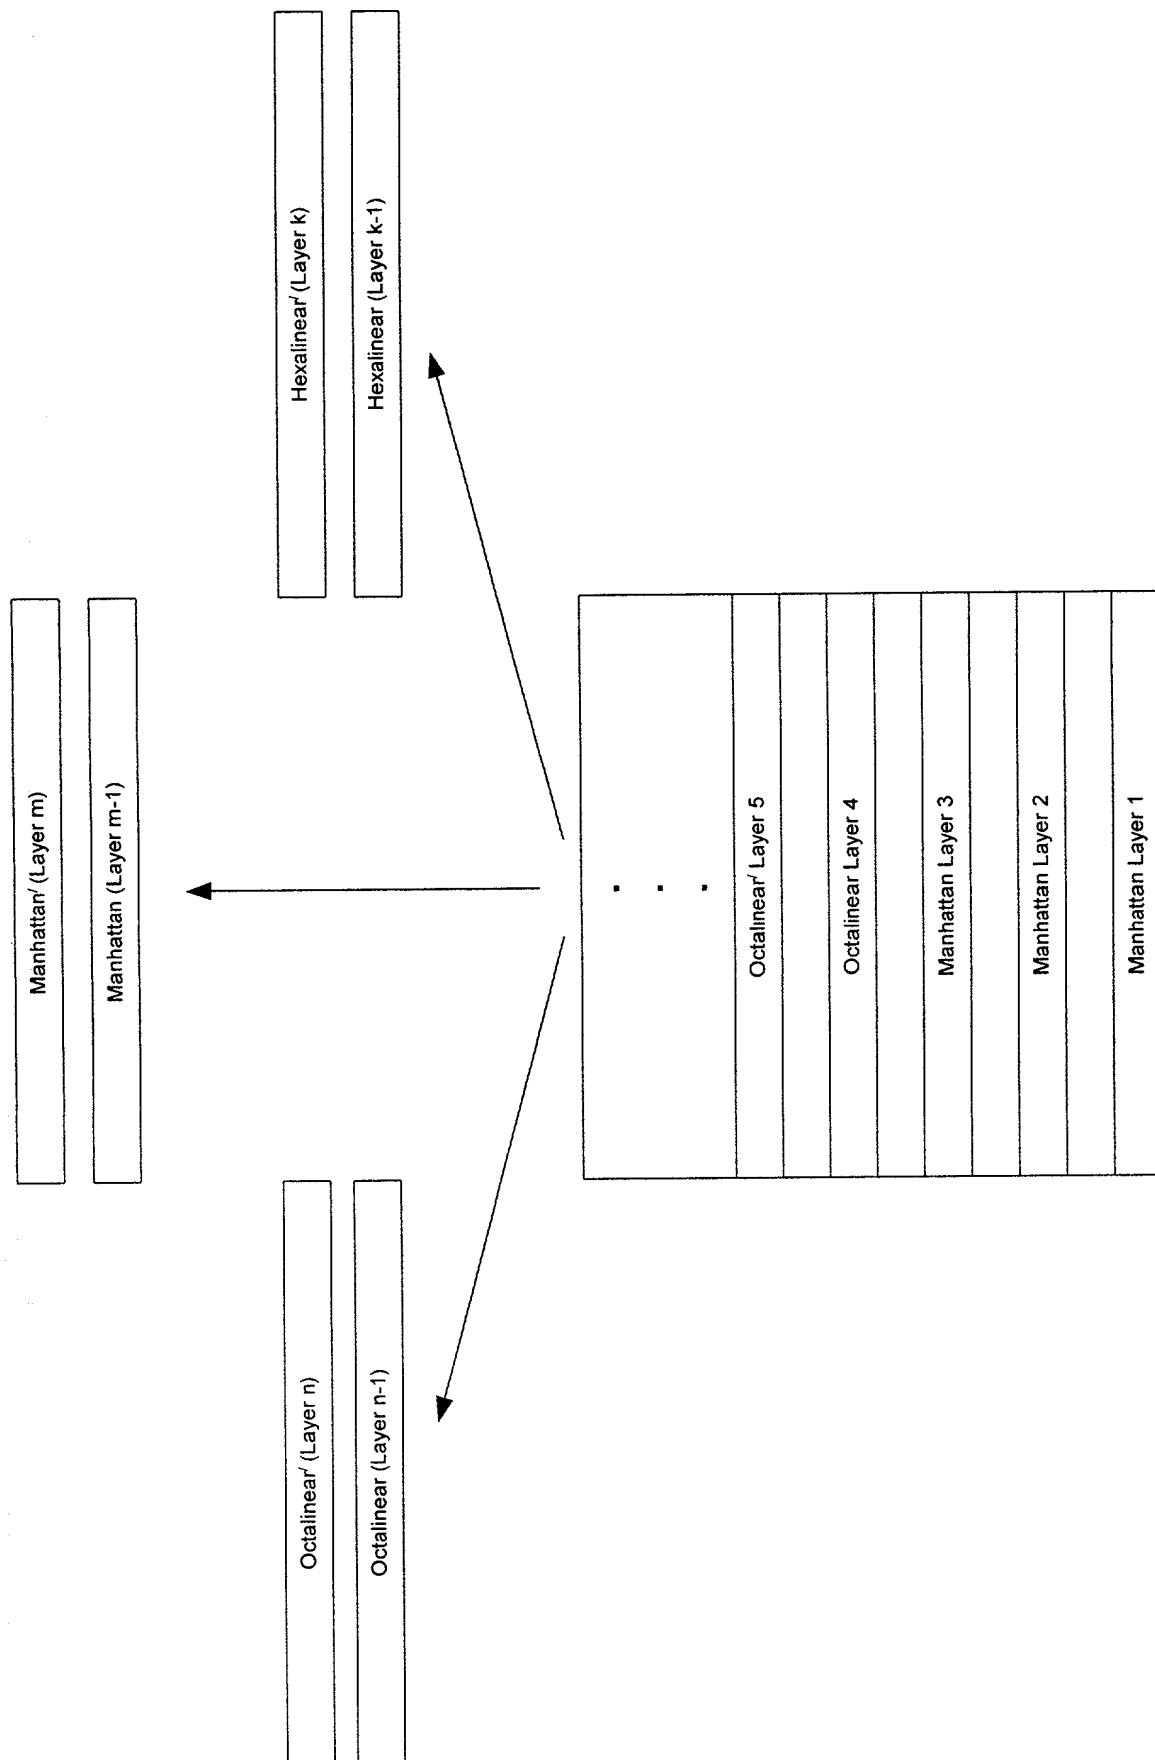 Manhattan′ (Layer m)
Manhattan (Layer m-1)
Octalinear′ (Layer n)
Octalinear (Layer n-1)
Hexalinear′ (Layer k)
Hexalinear (Layer k-1)
Octalinear′ Layer 5
Octalinear Layer 4
Manhattan Layer 3
Manhattan Layer 2
Manhattan Layer 1